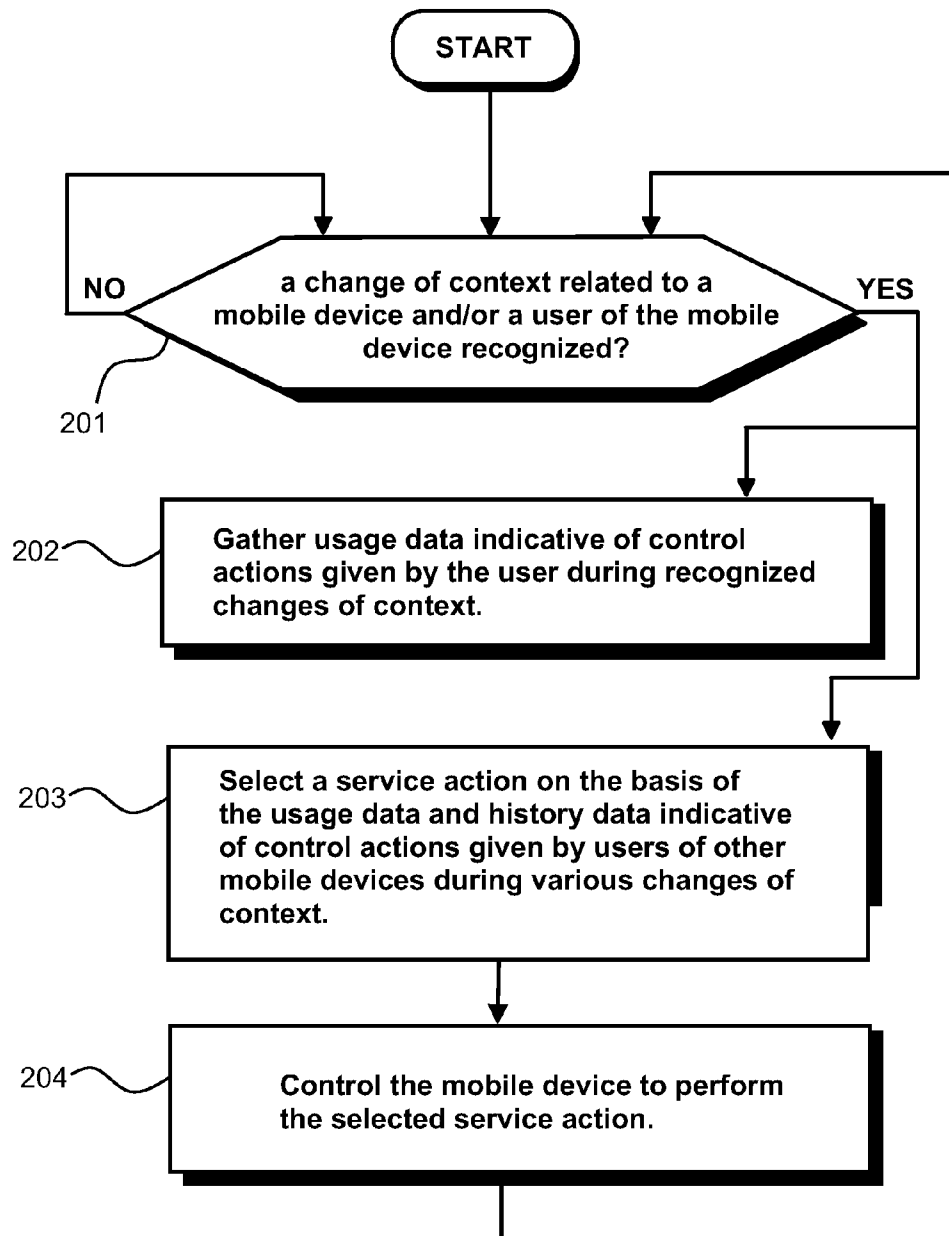 START
NO
a change of context related to a
mobile device and/or a user of the mobile
device recognized?
YES
201
202
Gather usage data indicative of control
actions given by the user during recognized
changes of context.
203
Select a service action on the basis of
the usage data and history data indicative
of control actions given by users of other
mobile devices during various changes of
context.
204
Control the mobile device to perform
the selected service action.